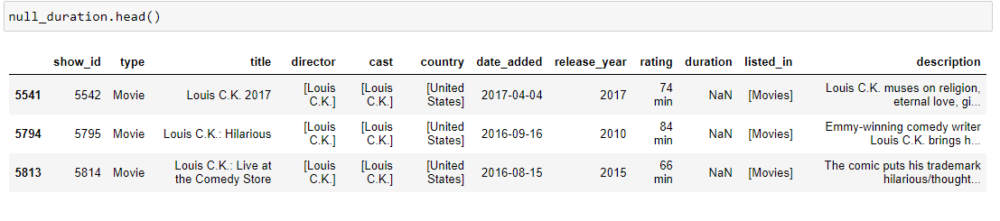 null_duration.head()
show_id type title director cast country date_added release_year rating duration listed_in description
5541 5542 Movie Louis C.K. 2017 [Louis C.K.] [Louis C.K.] [United States] 2017-04-04 2017 74 min NaN [Movies] Louis C.K. muses on religion, eternal love, gi...
5794 5795 Movie Louis C.K.: Hilarious [Louis C.K.] [Louis C.K.] [United States] 2016-09-16 2010 84 min NaN [Movies] Emmy-winning comedy writer Louis C.K. brings h...
5813 5814 Movie Louis C.K.: Live at the Comedy Store [Louis C.K.] [Louis C.K.] [United States] 2016-08-15 2015 66 min NaN [Movies] The comic puts his trademark hilarious/thought...